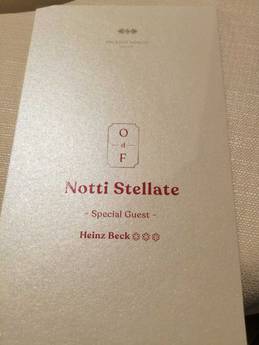 O
d
F
Notti Stellate
- Special Guest -
Heinz Beck